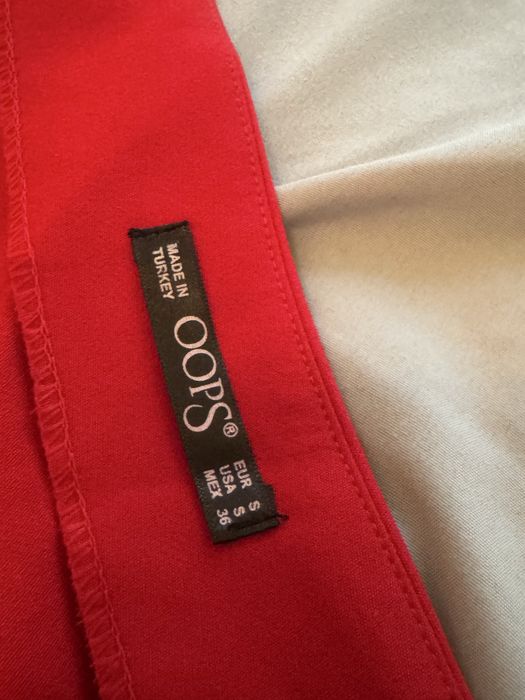 MADE IN
TURKEY
OOPS®
EUR S
USA S
MEX 36